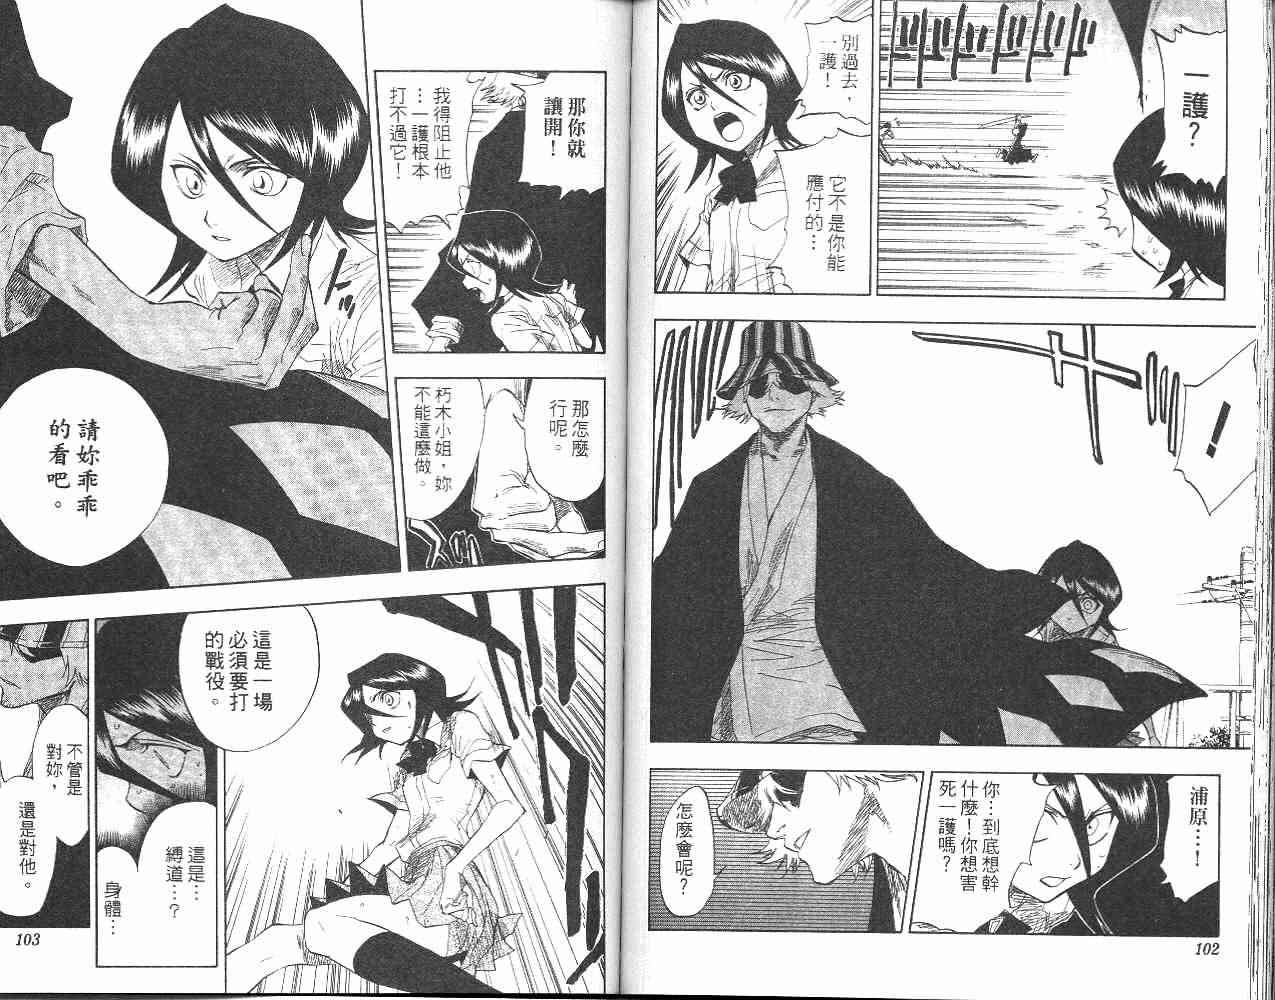 一護？
別過去，
一護！
它不是你能
應付的…
！
浦原…！
你…到底想幹
什麼！你想害
死一護嗎？
怎麼會呢？
102
那你就
讓開！
我得阻止他
…一護根本
打不過它！
那怎麼
行呢。
朽木小姐，妳
不能這麼做。
請妳乖乖
的看吧。
這是一場
必須要打
的戰役。
這是…
縛道…？
身體…
不管是
對妳，
還是對他。
103